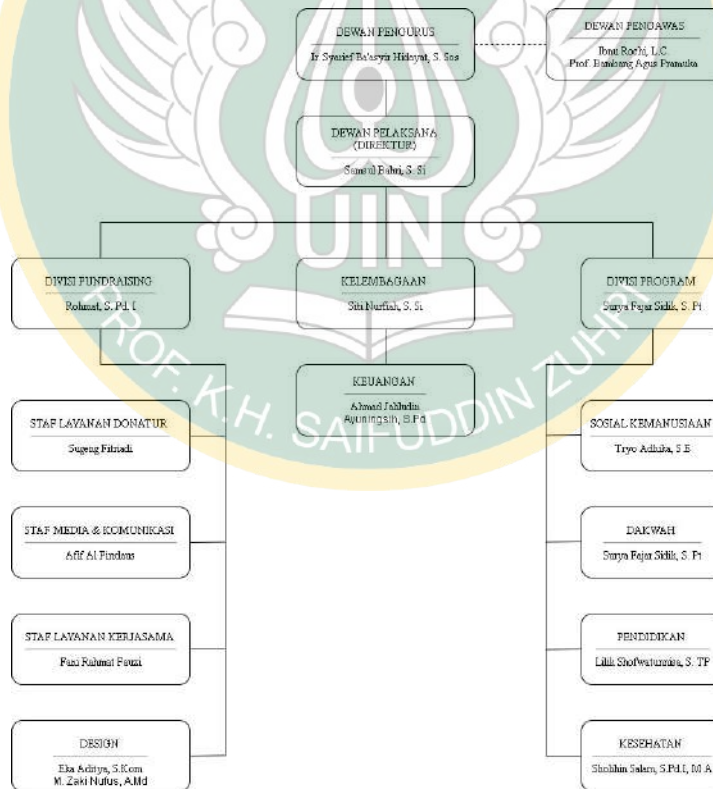 DEWAN PENGURUS
Ir. Syarief Ba'asyir Hidayat, S. Sos
DEWAN PENGAWAS
Ibnu Rochi, L.C.
Prof. Bambang Agus Pramuka
DEWAN PELAKSANA
(DIREKTUR)
Samsul Bahri, S. Si
UIN
PROF. K.H. SAIFUDDIN ZUHRI
DIVISI FUNDRAISING
Rohmat, S. Pd. I
KELEMBAGAAN
Siti Nurfiah, S. Si
DIVISI PROGRAM
Surya Fajar Sidik, S. Pt
KEUANGAN
Ahmad Jahludin
Ayuningsih, S.Pd
STAF LAYANAN DONATUR
Sugeng Fitriadi
STAF MEDIA & KOMUNIKASI
Afif Al Firdaus
STAF LAYANAN KERJASAMA
Rahmat Fauzi
DESIGN
Eka Aditya, S.Kom
M. Zaki Nufus, A.Md
SOSIAL KEMANUSIAAN
Tryo Adhika, S.E
DAKWAH
Surya Fajar Sidik, S. Pt
PENDIDIKAN
Lilik Shofwatunnisa, S. TP
KESEHATAN
Sholihin Salam, S.Pd.I, M.A